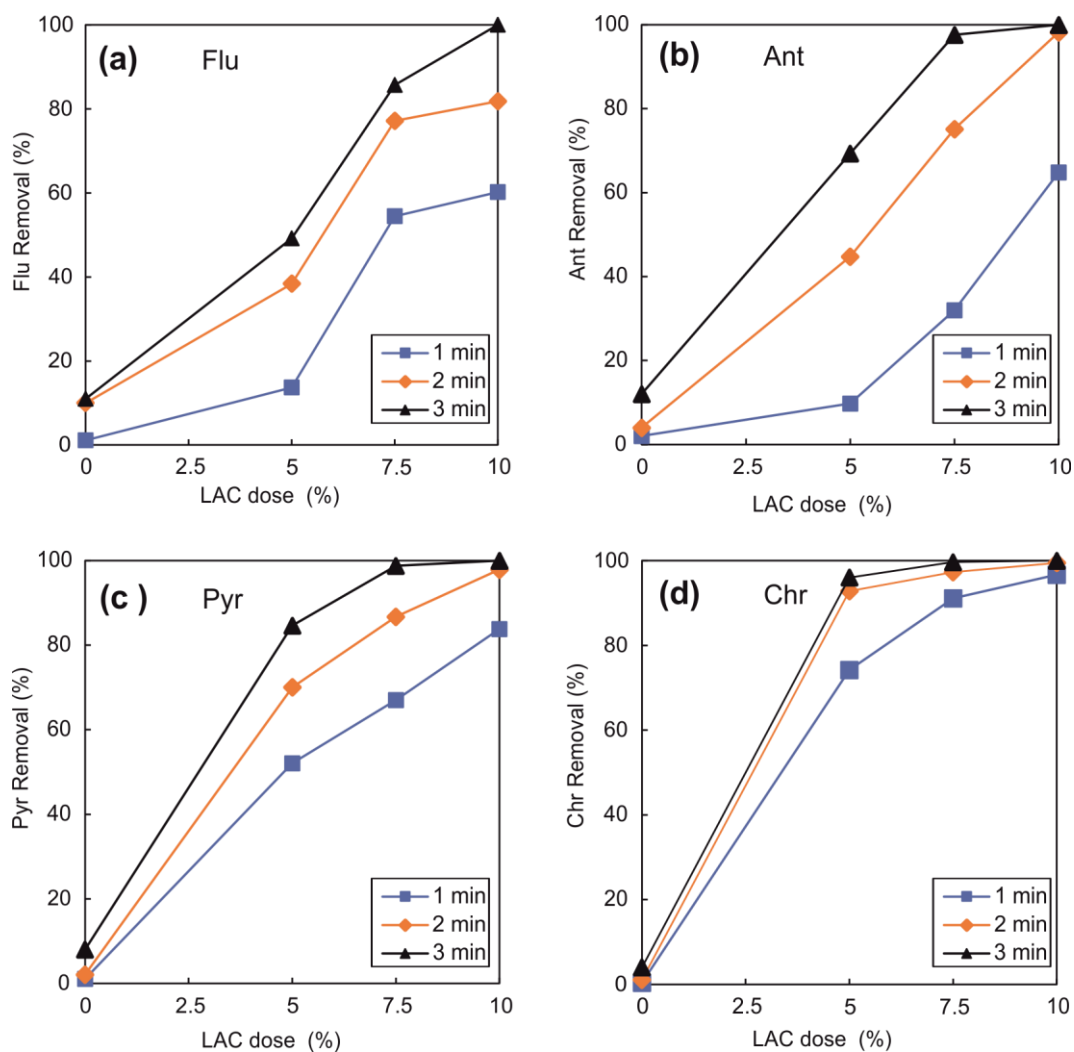 (a) Flu
Flu Removal (%)
100
80
60
40
20
0
0 2.5 5 7.5 10
LAC dose (%)
1 min
2 min
3 min
(b) Ant
Ant Removal (%)
100
80
60
40
20
0
0 2.5 5 7.5 10
LAC dose (%)
1 min
2 min
3 min
(c ) Pyr
Pyr Removal (%)
100
80
60
40
20
0
0 2.5 5 7.5 10
LAC dose (%)
1 min
2 min
3 min
(d) Chr
Chr Removal (%)
100
80
60
40
20
0
0 2.5 5 7.5 10
LAC dose (%)
1 min
2 min
3 min